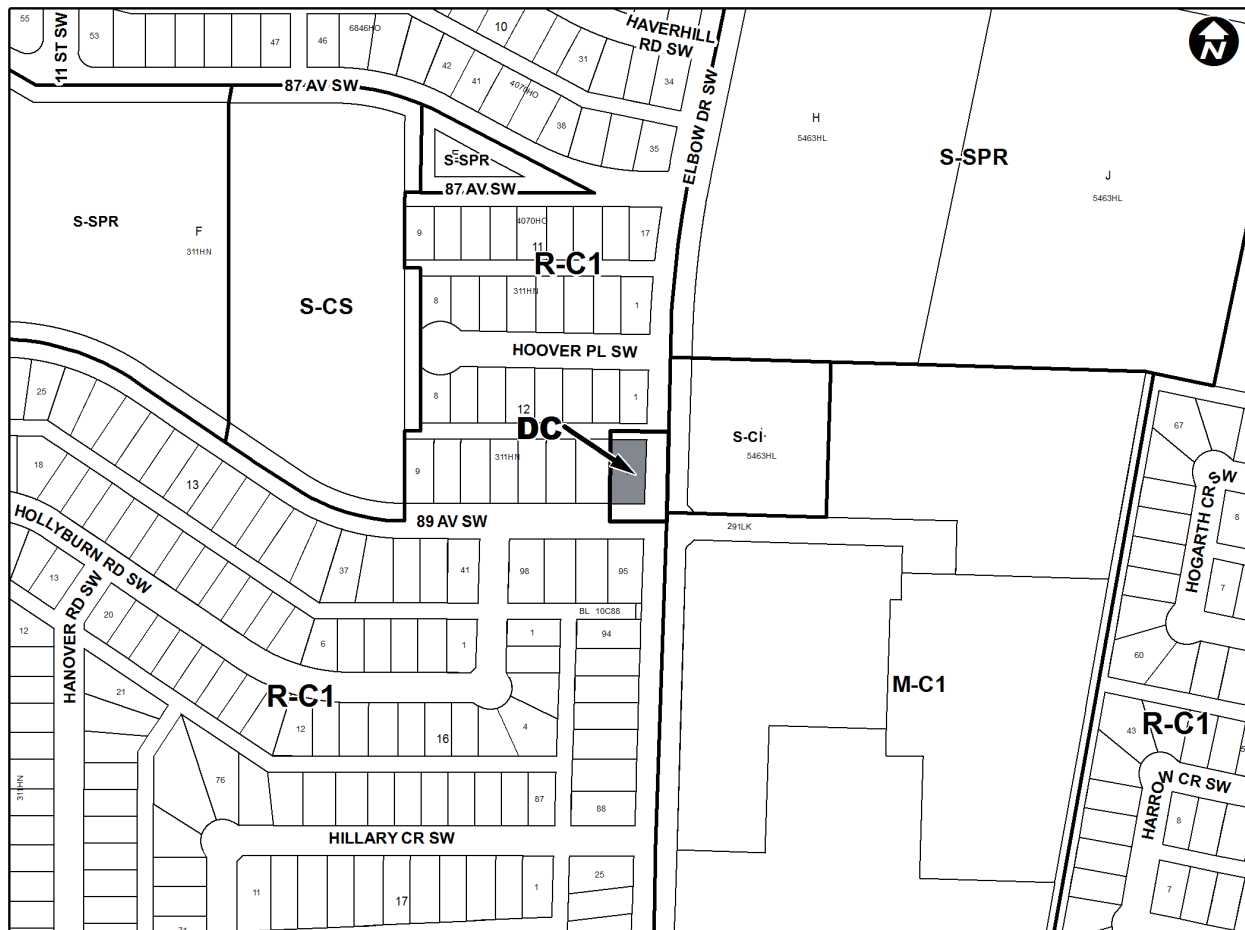 55
11 ST SW
53
47
46
6846HO
10
HAVERHILL
RD SW
31
34
42
41
4070HO
38
35
87 AV SW
ELBOW DR SW
N
H
5463HL
S-SPR
J
5463HL
S-SPR
87 AV SW
S-SPR
F
311HN
S-CS
9
4070HO
11
17
R-C1
8
311HN
1
HOOVER PL SW
8
12
1
DC
311HN
9
S-CI
5463HL
89 AV SW
291LK
25
18
13
37
41
98
95
HOLLYBURN RD SW
13
HANOVER RD SW
20
12
6
1
1
BL 10C88
94
21
R-C1
12
16
4
M-C1
76
87
88
311HN
HILLARY CR SW
11
17
1
25
71
67
SW
8
HOGARTH CR
7
60
43
R-C1
5
HARROW CR SW
8
7